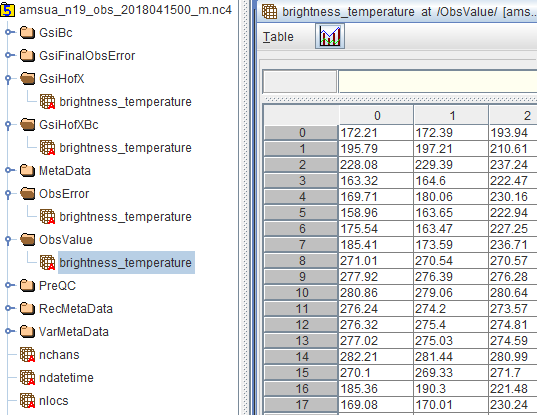 amsua_n19_obs_2018041500_m.nc4
GsiBc
GsiFinalObsError
GsiHofX
brightness_temperature
GsiHofXBc
brightness_temperature
MetaData
ObsError
brightness_temperature
ObsValue
brightness_temperature
PreQC
RecMetaData
VarMetaData
nchans
ndatetime
nlocs
brightness_temperature at /ObsValue/ [ams
Table
0 1 2
0 172.21 172.39 193.94
1 195.79 197.21 210.61
2 228.08 229.39 237.24
3 163.32 164.6 222.47
4 169.71 180.06 230.16
5 158.96 163.65 222.94
6 175.54 163.47 227.25
7 185.41 173.59 236.71
8 271.01 270.54 270.57
9 277.92 276.39 276.28
10 280.86 279.06 280.64
11 276.24 274.2 273.57
12 276.32 275.4 274.81
13 277.02 275.03 274.59
14 282.21 281.44 280.99
15 270.1 269.33 271.7
16 185.36 190.3 221.48
17 169.08 170.01 230.24